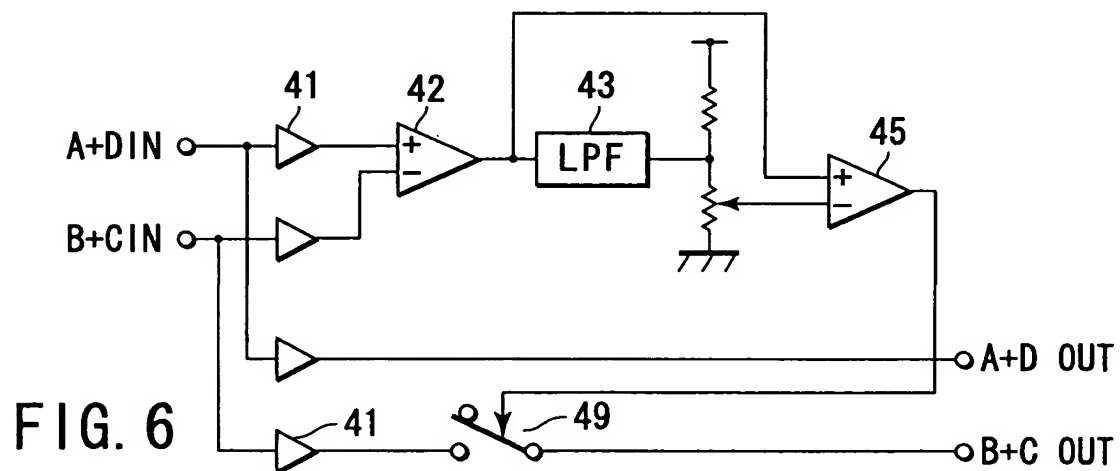 41
42
43
45
A+DIN
+
-
LPF
+
-
B+CIN
A+D OUT
FIG. 6
41
49
B+C OUT